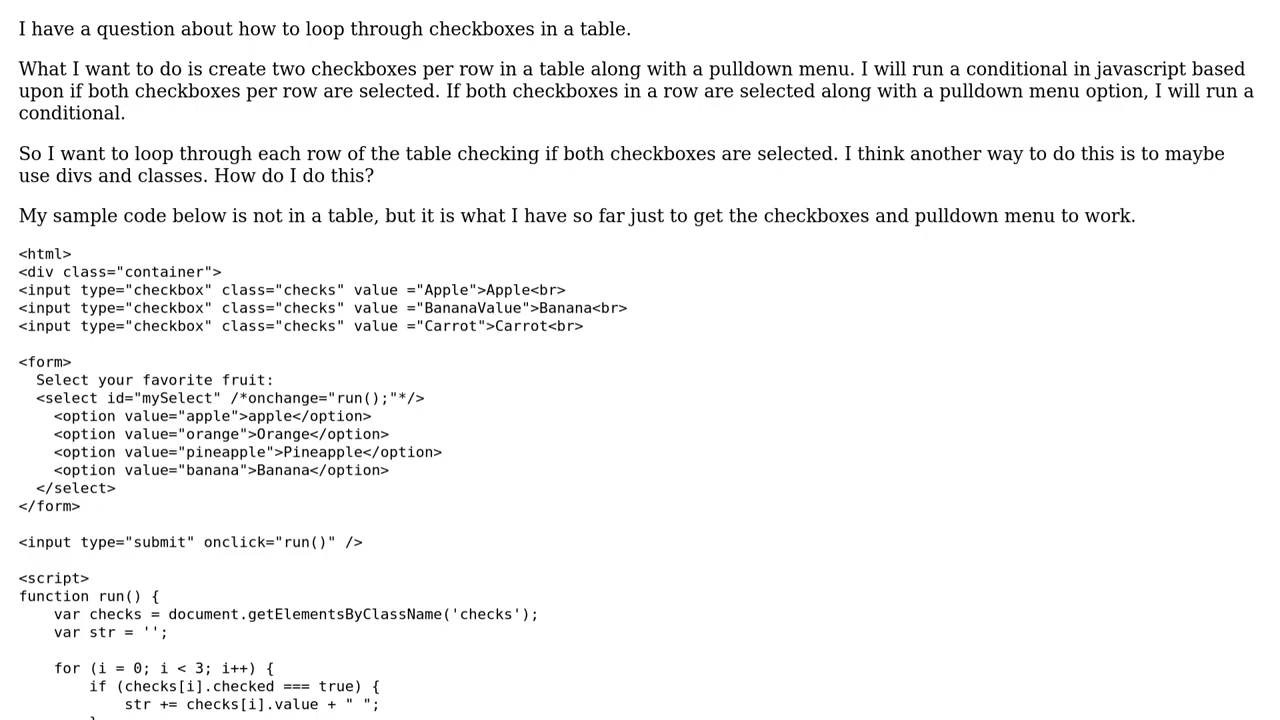 I have a question about how to loop through checkboxes in a table.
What I want to do is create two checkboxes per row in a table along with a pulldown menu. I will run a conditional in javascript based
upon if both checkboxes per row are selected. If both checkboxes in a row are selected along with a pulldown menu option, I will run a
conditional.
So I want to loop through each row of the table checking if both checkboxes are selected. I think another way to do this is to maybe
use divs and classes. How do I do this?
My sample code below is not in a table, but it is what I have so far just to get the checkboxes and pulldown menu to work.
<html>
<div class="container">
<input type="checkbox" class="checks" value ="Apple">Apple<br>
<input type="checkbox" class="checks" value ="BananaValue">Banana<br>
<input type="checkbox" class="checks" value ="Carrot">Carrot<br>
<form>
  Select your favorite fruit:
  <select id="mySelect" /*onchange="run();"*/>
    <option value="apple">apple</option>
    <option value="orange">Orange</option>
    <option value="pineapple">Pineapple</option>
    <option value="banana">Banana</option>
  </select>
</form>
<input type="submit" onclick="run()" />
<script>
function run() {
    var checks = document.getElementsByClassName('checks');
    var str = '';
    for (i = 0; i < 3; i++) {
        if (checks[i].checked === true) {
            str += checks[i].value + " ";